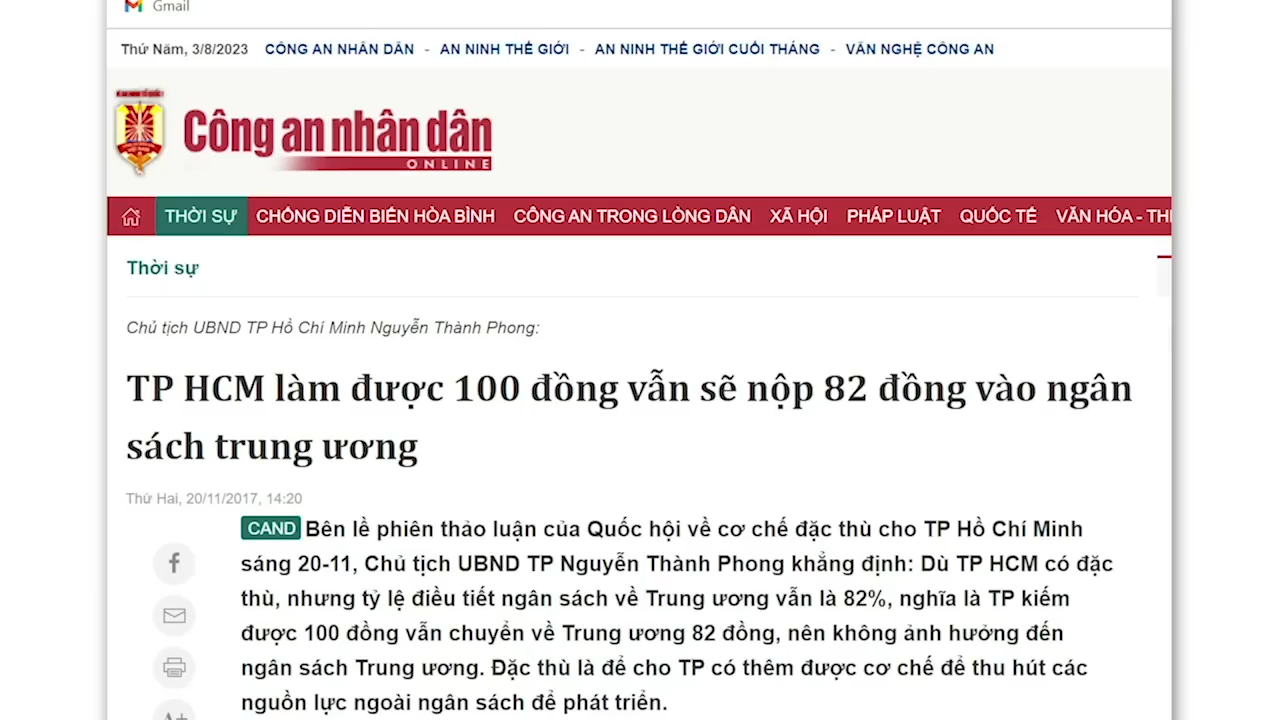 Gmail
Thứ Năm, 3/8/2023 CÔNG AN NHÂN DÂN - AN NINH THẾ GIỚI - AN NINH THẾ GIỚI CUỐI THÁNG - VĂN NGHỆ CÔNG AN
Công an nhân dân
ONLINE
THỜI SỰ CHỐNG DIỄN BIẾN HÒA BÌNH CÔNG AN TRONG LÒNG DÂN XÃ HỘI PHÁP LUẬT QUỐC TẾ VĂN HÓA - TH
Thời sự
Chủ tịch UBND TP Hồ Chí Minh Nguyễn Thành Phong:
TP HCM làm được 100 đồng vẫn sẽ nộp 82 đồng vào ngân
sách trung ương
Thứ Hai, 20/11/2017, 14:20
CAND Bên lề phiên thảo luận của Quốc hội về cơ chế đặc thù cho TP Hồ Chí Minh
sáng 20-11, Chủ tịch UBND TP Nguyễn Thành Phong khẳng định: Dù TP HCM có đặc
thù, nhưng tỷ lệ điều tiết ngân sách về Trung ương vẫn là 82%, nghĩa là TP kiếm
được 100 đồng vẫn chuyển về Trung ương 82 đồng, nên không ảnh hưởng đến
ngân sách Trung ương. Đặc thù là để cho TP có thêm được cơ chế để thu hút các
nguồn lực ngoài ngân sách để phát triển.
A+